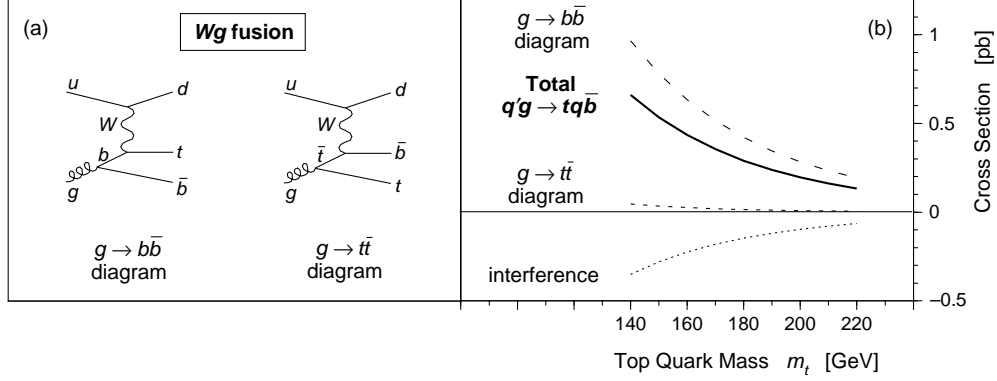 (a)
Wg fusion
u
d
W
b
t
g
b̄
g → bb̄
diagram
u
d
W
t̄
b̄
g
t
g → tt̄
diagram
(b)
g → bb̄
diagram
Total
q'g → tqb̄
g → tt̄
diagram
interference
1
0.5
0
−0.5
Cross Section [pb]
140 160 180 200 220
Top Quark Mass m_t [GeV]